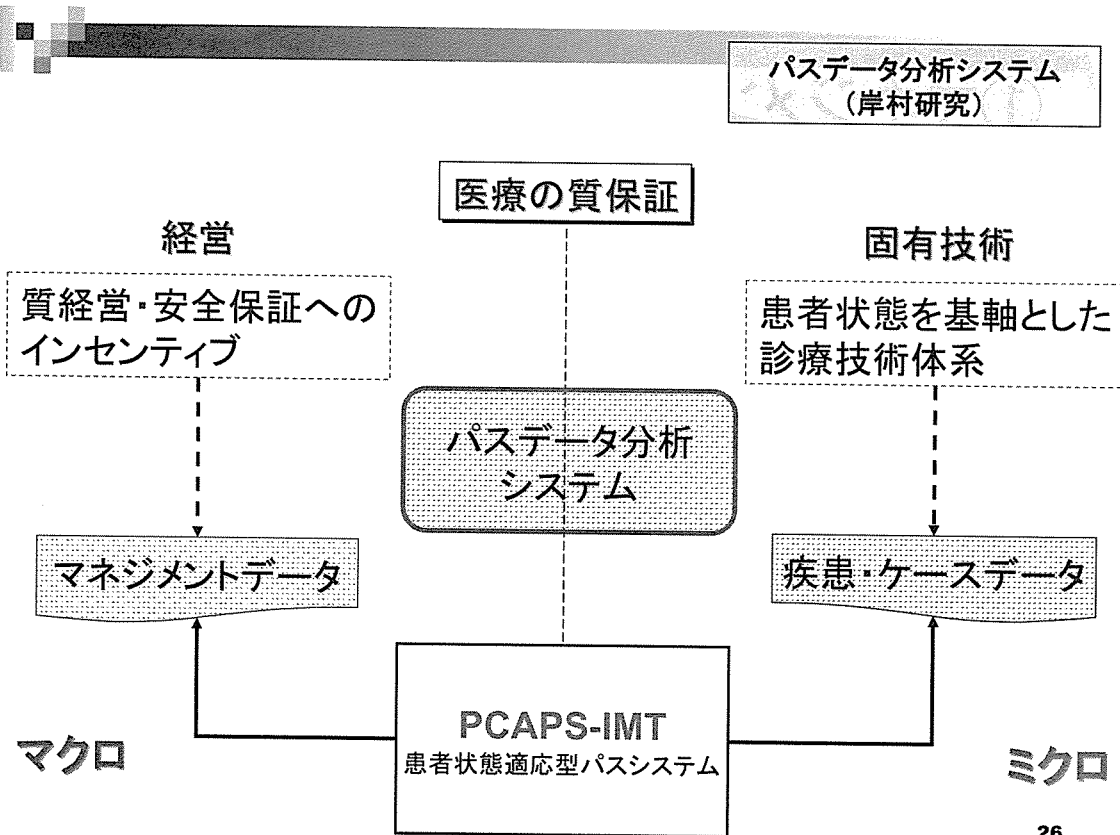 パスデータ分析システム
(岸村研究)
医療の質保証
経営
固有技術
質経営・安全保証への
インセンティブ
患者状態を基軸とした
診療技術体系
パスデータ分析
システム
マネジメントデータ
疾患・ケースデータ
PCAPS-IMT
患者状態適応型パスシステム
マクロ
ミクロ
26